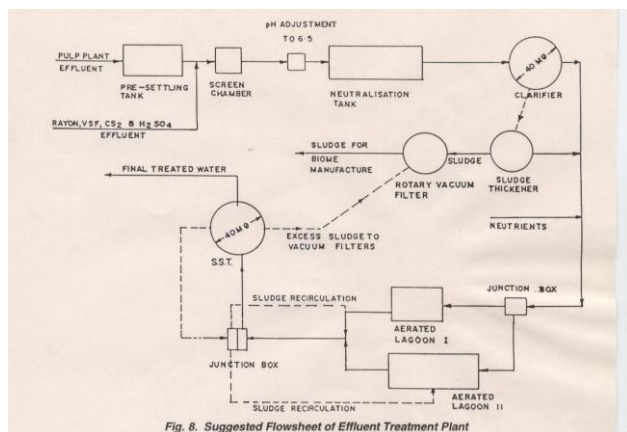 pH ADJUSTMENT
TO 6·5
PULP PLANT
EFFLUENT
PRE-SETTLING
TANK
SCREEN
CHAMBER
NEUTRALISATION
TANK
40 M Φ
CLARIFIER
RAYON, VSF, CS2 & H2SO4
EFFLUENT
SLUDGE FOR
BIOME
MANUFACTURE
SLUDGE
ROTARY VACUUM
FILTER
SLUDGE
THICKENER
FINAL TREATED WATER
40 M Φ
S.S.T.
EXCESS SLUDGE TO
VACUUM FILTERS
NEUTRIENTS
JUNCTION BOX
SLUDGE RECIRCULATION
AERATED
LAGOON I
JUNCTION BOX
AERATED
LAGOON II
SLUDGE RECIRCULATION
Fig. 8. Suggested Flowsheet of Effluent Treatment Plant